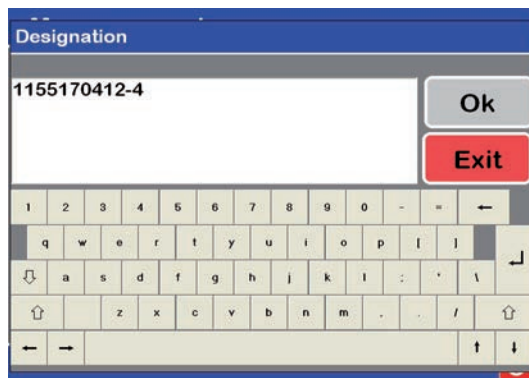 Designation
1155170412-4
Ok
Exit
1 2 3 4 5 6 7 8 9 0 - =
q w e r t y u i o p [ ]
a s d f g h j k l ; ' \
z x c v b n m , . /